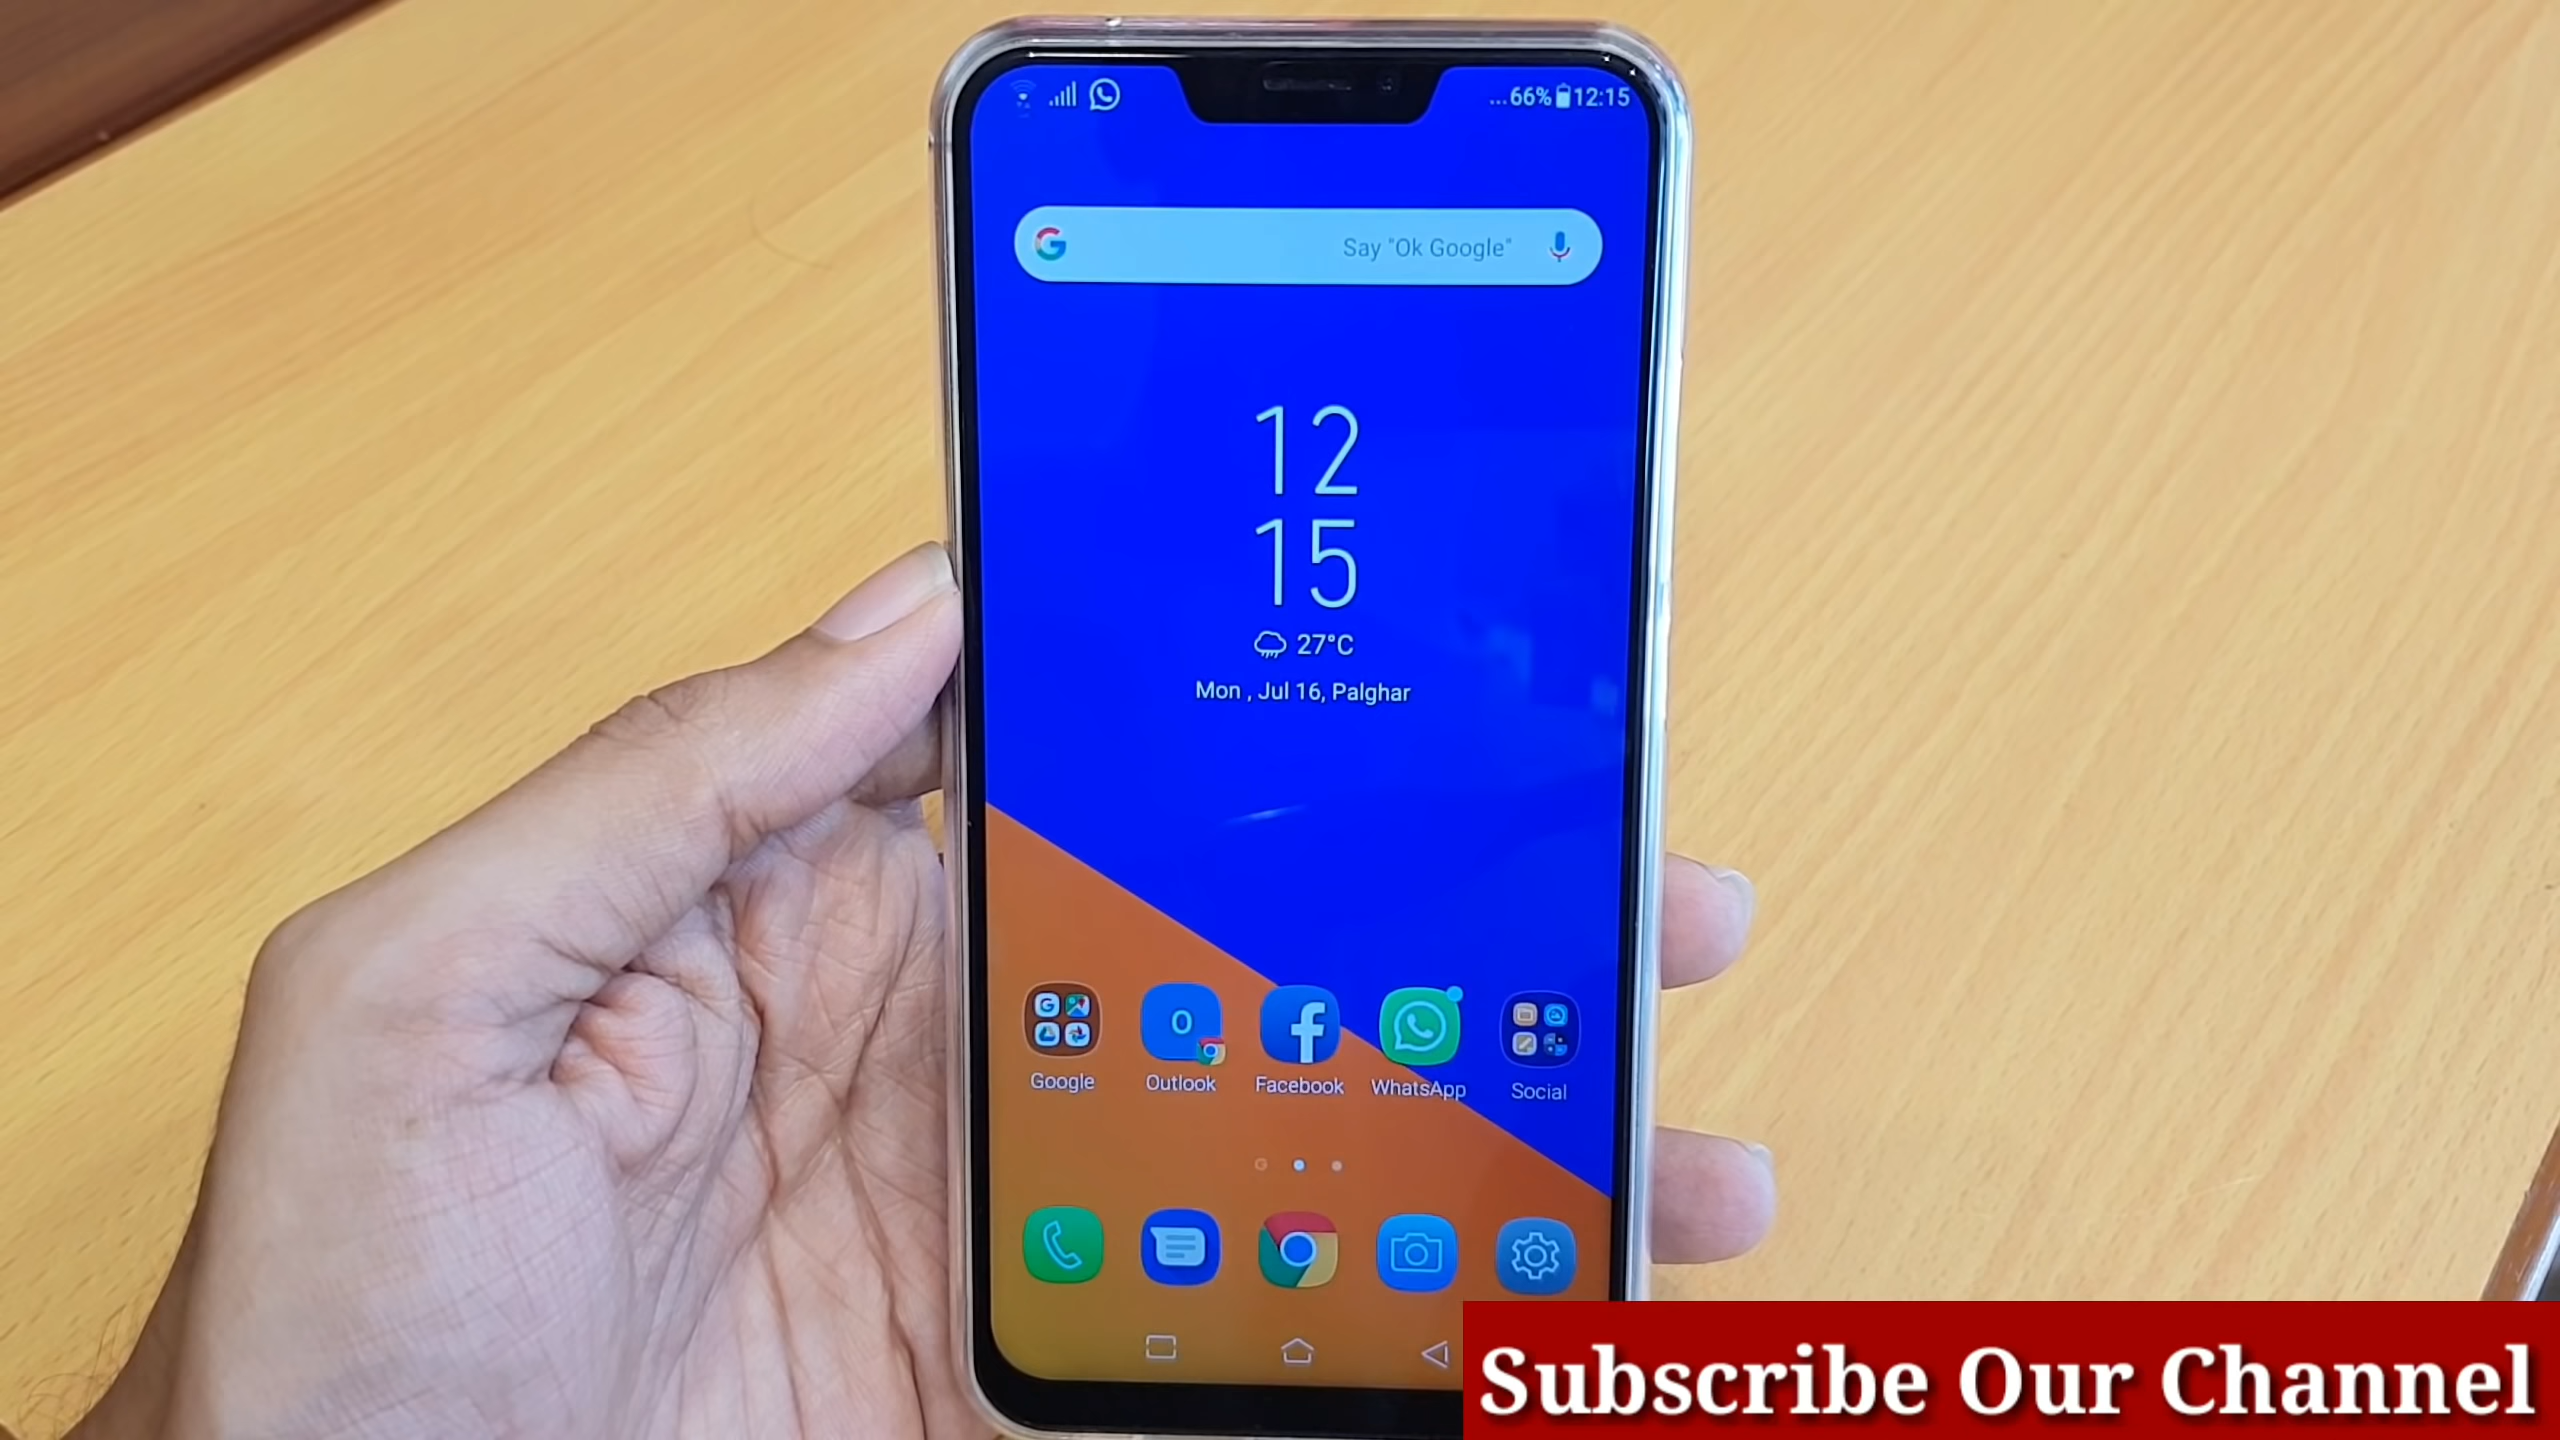 ...66% 12:15
G Say "Ok Google"
12
15
27°C
Mon , Jul 16, Palghar
O
Google Outlook Facebook WhatsApp Social
Subscribe Our Channel